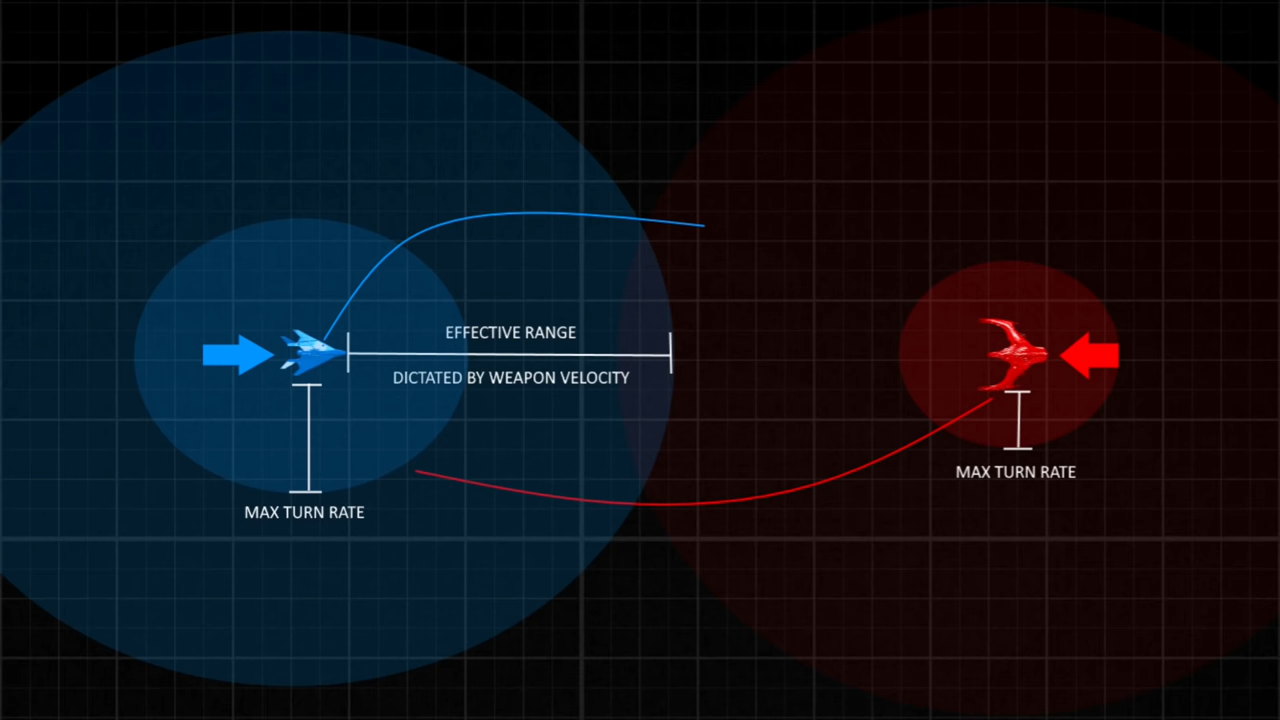 EFFECTIVE RANGE
DICTATED BY WEAPON VELOCITY
MAX TURN RATE
MAX TURN RATE